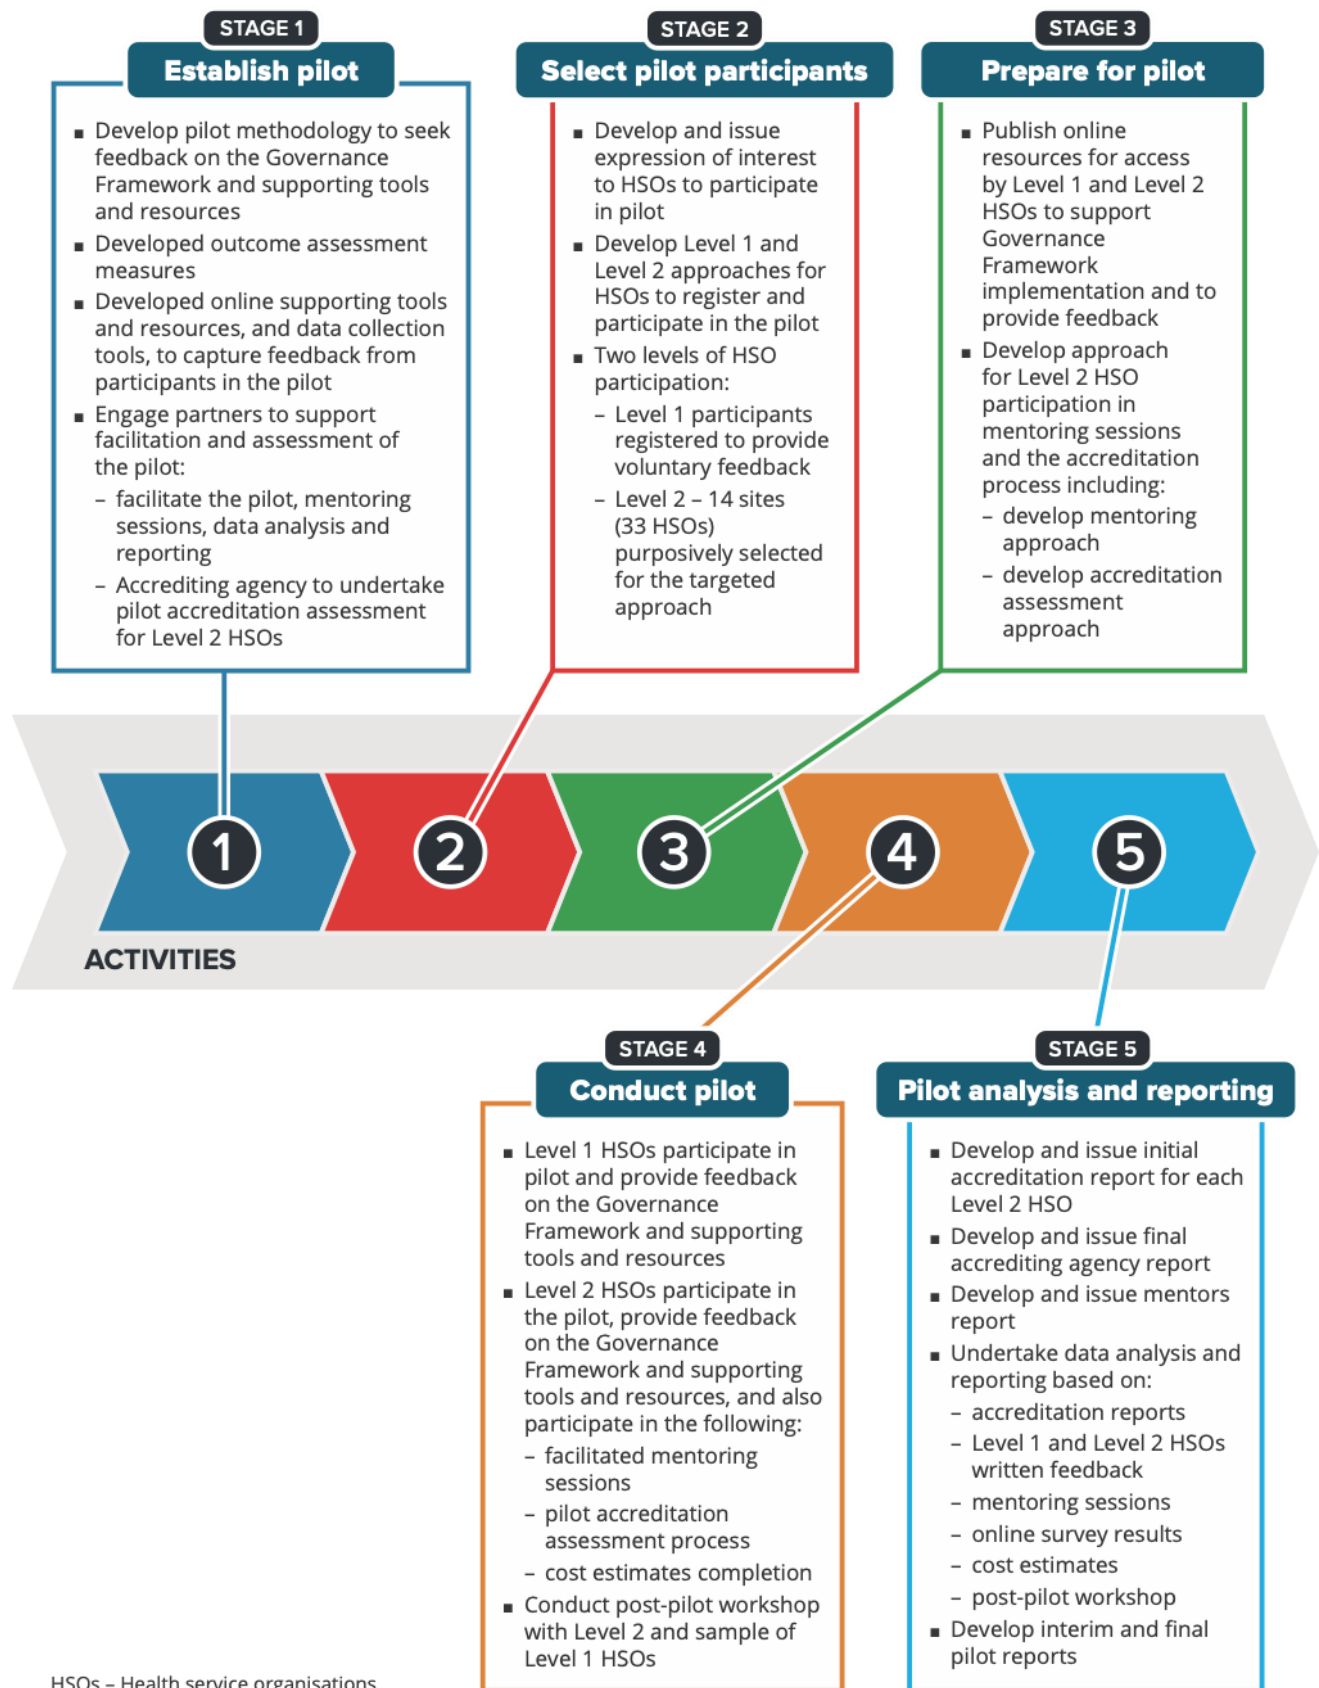 STAGE 1
Establish pilot
▪ Develop pilot methodology to seek
feedback on the Governance
Framework and supporting tools
and resources
▪ Developed outcome assessment
measures
▪ Developed online supporting tools
and resources, and data collection
tools, to capture feedback from
participants in the pilot
▪ Engage partners to support
facilitation and assessment of
the pilot:
– facilitate the pilot, mentoring
sessions, data analysis and
reporting
– Accrediting agency to undertake
pilot accreditation assessment
for Level 2 HSOs
STAGE 2
Select pilot participants
▪ Develop and issue
expression of interest
to HSOs to participate
in pilot
▪ Develop Level 1 and
Level 2 approaches for
HSOs to register and
participate in the pilot
▪ Two levels of HSO
participation:
– Level 1 participants
registered to provide
voluntary feedback
– Level 2 – 14 sites
(33 HSOs)
purposively selected
for the targeted
approach
STAGE 3
Prepare for pilot
▪ Publish online
resources for access
by Level 1 and Level 2
HSOs to support
Governance
Framework
implementation and to
provide feedback
▪ Develop approach
for Level 2 HSO
participation in
mentoring sessions
and the accreditation
process including:
– develop mentoring
approach
– develop accreditation
assessment
approach
1
2
3
4
5
ACTIVITIES
STAGE 4
Conduct pilot
▪ Level 1 HSOs participate in
pilot and provide feedback
on the Governance
Framework and supporting
tools and resources
▪ Level 2 HSOs participate in
the pilot, provide feedback
on the Governance
Framework and supporting
tools and resources, and also
participate in the following:
– facilitated mentoring
sessions
– pilot accreditation
assessment process
– cost estimates completion
▪ Conduct post-pilot workshop
with Level 2 and sample of
Level 1 HSOs
STAGE 5
Pilot analysis and reporting
▪ Develop and issue initial
accreditation report for each
Level 2 HSO
▪ Develop and issue final
accrediting agency report
▪ Develop and issue mentors
report
▪ Undertake data analysis and
reporting based on:
– accreditation reports
– Level 1 and Level 2 HSOs
written feedback
– mentoring sessions
– online survey results
– cost estimates
– post-pilot workshop
▪ Develop interim and final
pilot reports
HSOs – Health service organisations